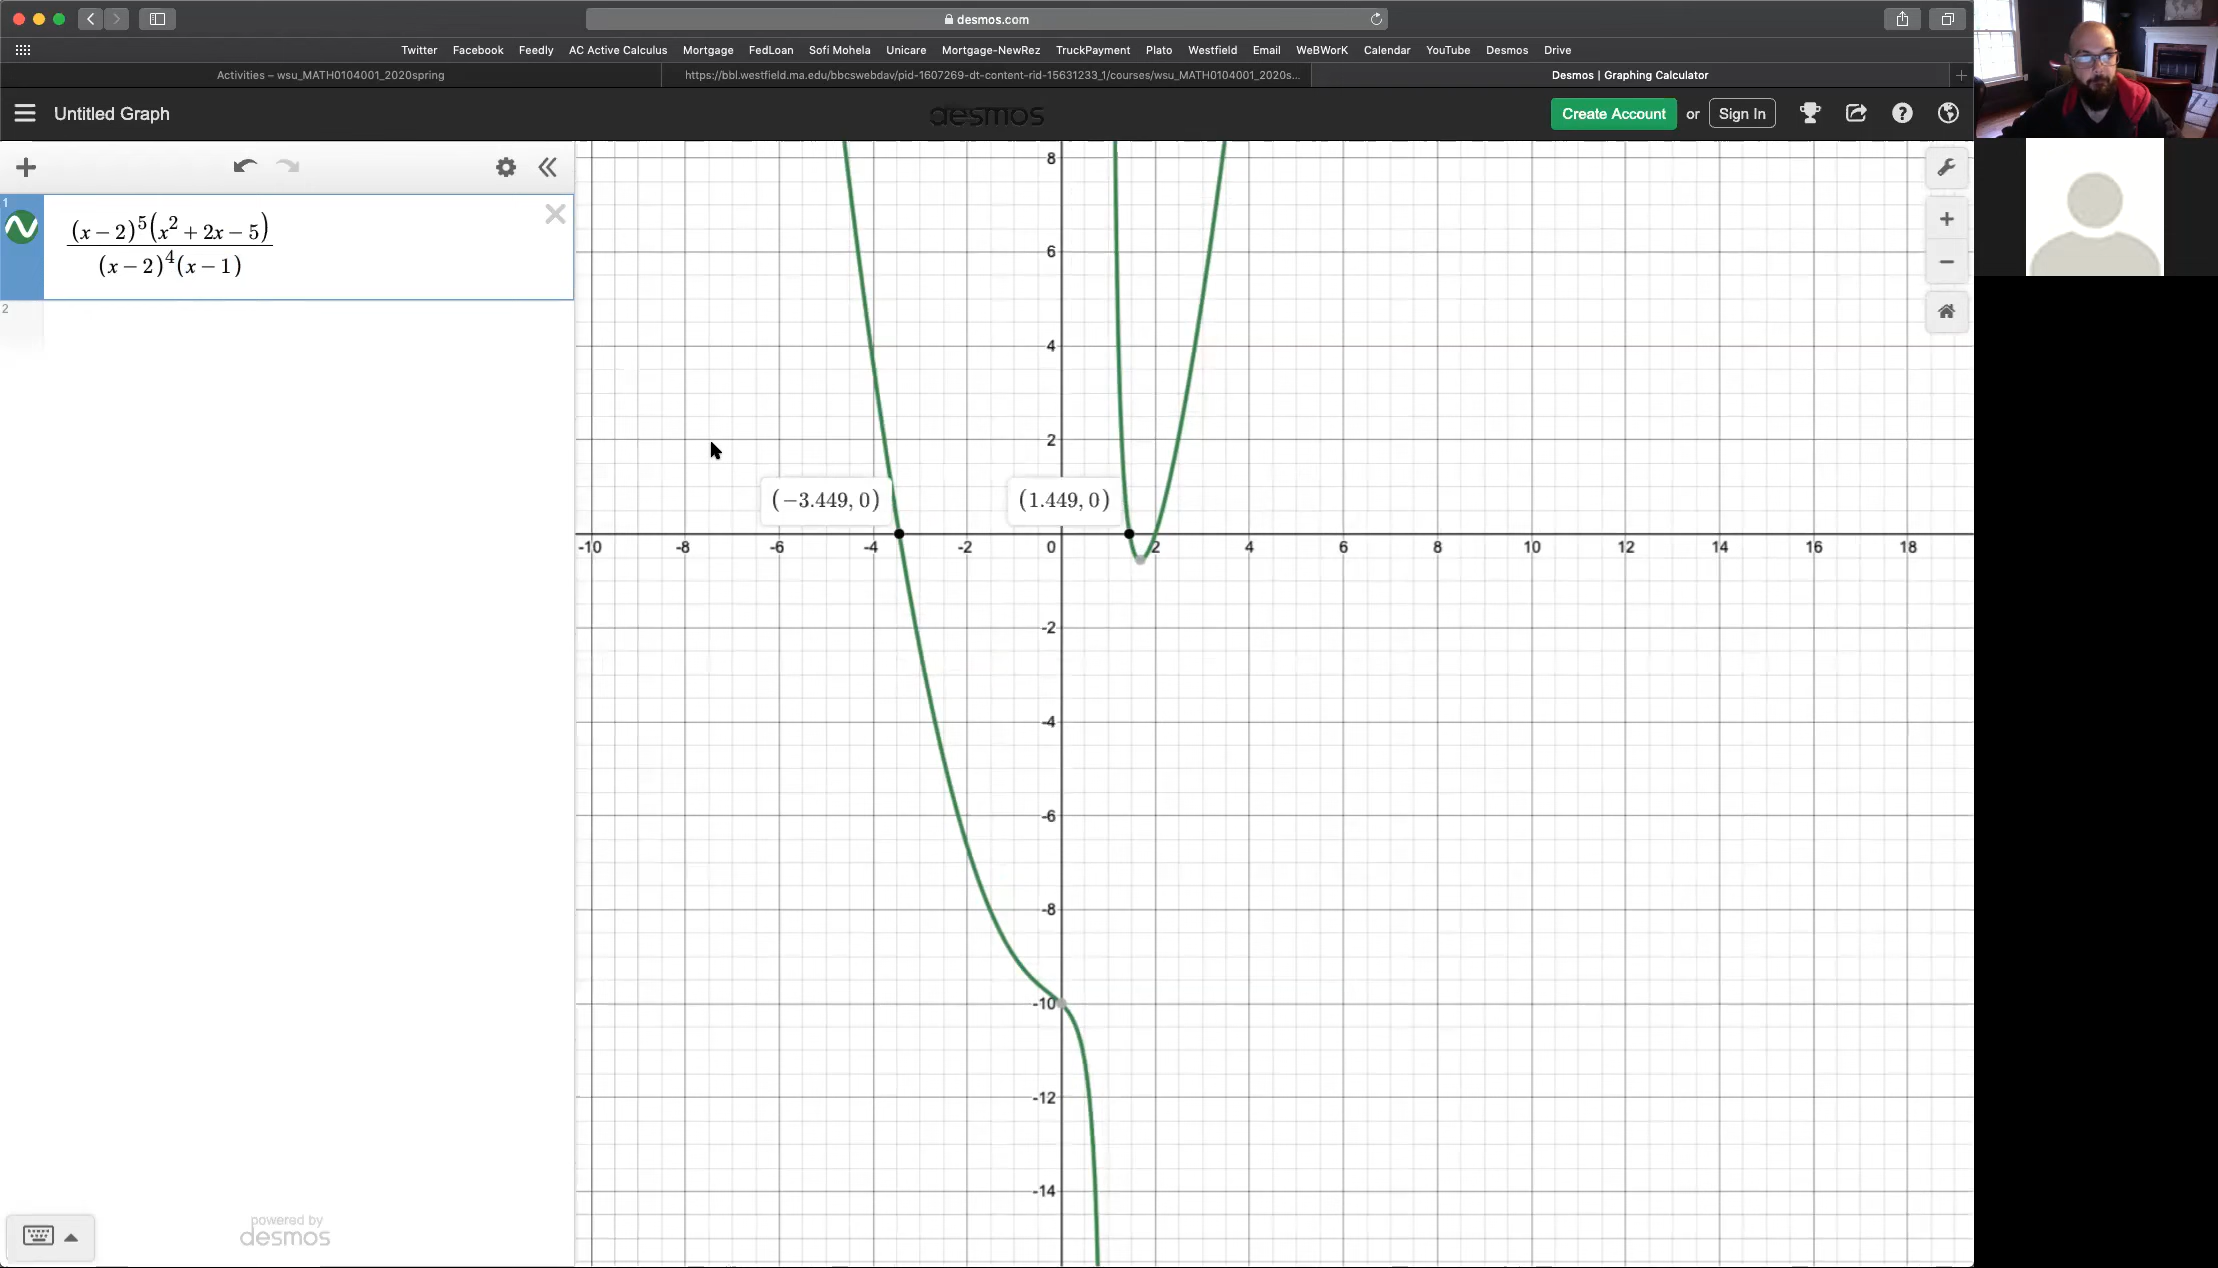 desmos.com
Twitter Facebook Feedly AC Active Calculus Mortgage FedLoan Sofi Mohela Unicare Mortgage-NewRez TruckPayment Plato Westfield Email WeBWorK Calendar YouTube Desmos Drive
Activities – wsu_MATH0104001_2020spring
https://bbl.westfield.ma.edu/bbcswebdav/pid-1607269-dt-content-rid-15631233_1/courses/wsu_MATH0104001_2020s...
Desmos | Graphing Calculator
Untitled Graph
desmos
Create Account or Sign In
1
(x − 2)^5(x^2 + 2x − 5)
(x − 2)^4(x − 1)
2
8
6
4
2
(−3.449, 0) (1.449, 0)
-10 -8 -6 -4 -2 0 2 4 6 8 10 12 14 16 18
-2
-4
-6
-8
-10
-12
-14
powered by
desmos